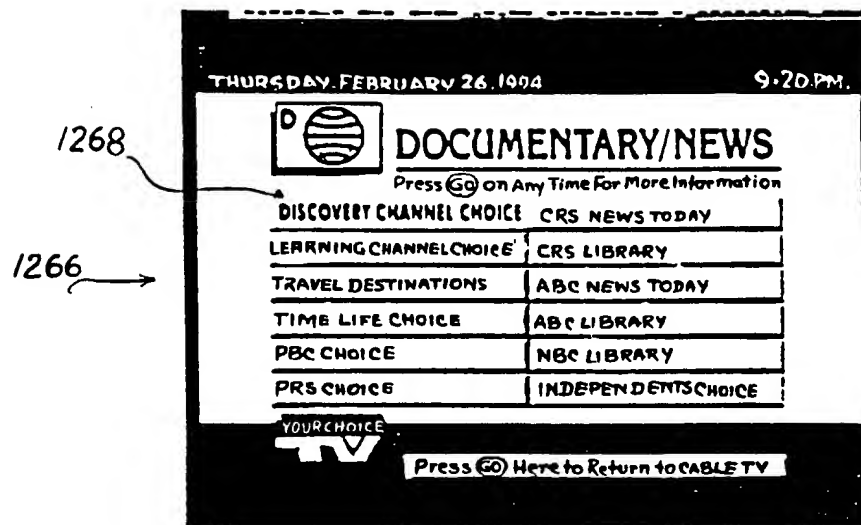 THURSDAY. FEBRUARY 26.1994 9.20.PM.
D
DOCUMENTARY/NEWS
Press GO on Any Time For More Information
1268
DISCOVERY CHANNEL CHOICE CRS NEWS TODAY
LEARNING CHANNEL CHOICE CRS LIBRARY
1266
TRAVEL DESTINATIONS ABC NEWS TODAY
TIME LIFE CHOICE ABC LIBRARY
PBC CHOICE NBC LIBRARY
PRS CHOICE INDEPENDENTS CHOICE
YOUR CHOICE
TV
Press GO Here to Return to CABLE TV